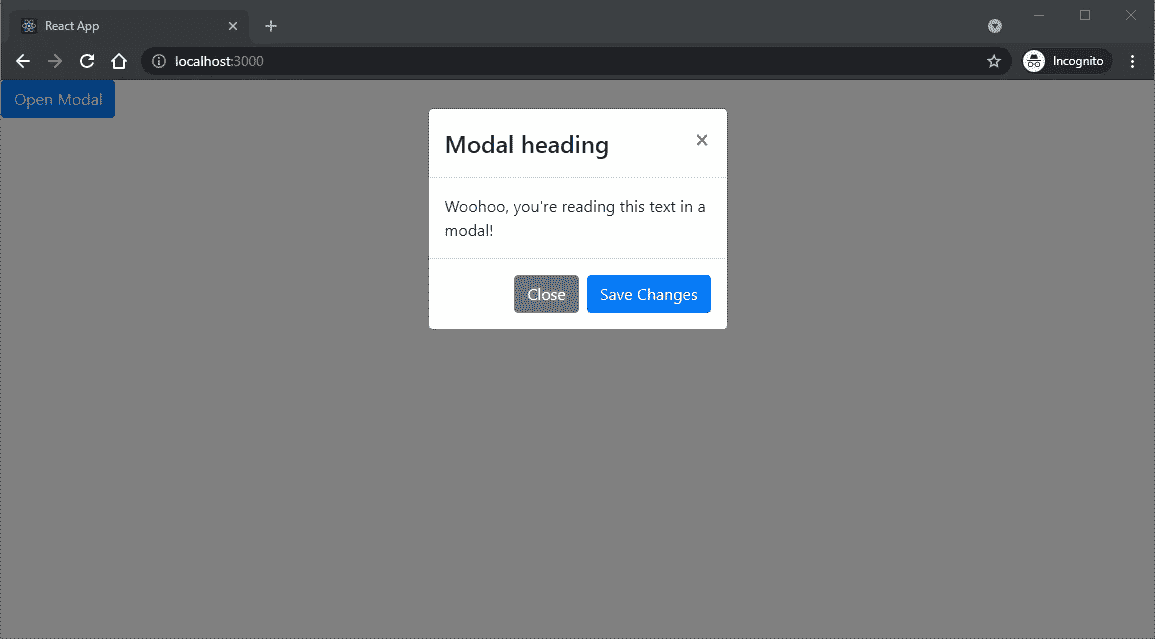 React App
localhost:3000
Incognito
Open Modal
Modal heading
Woohoo, you're reading this text in a
modal!
Close
Save Changes